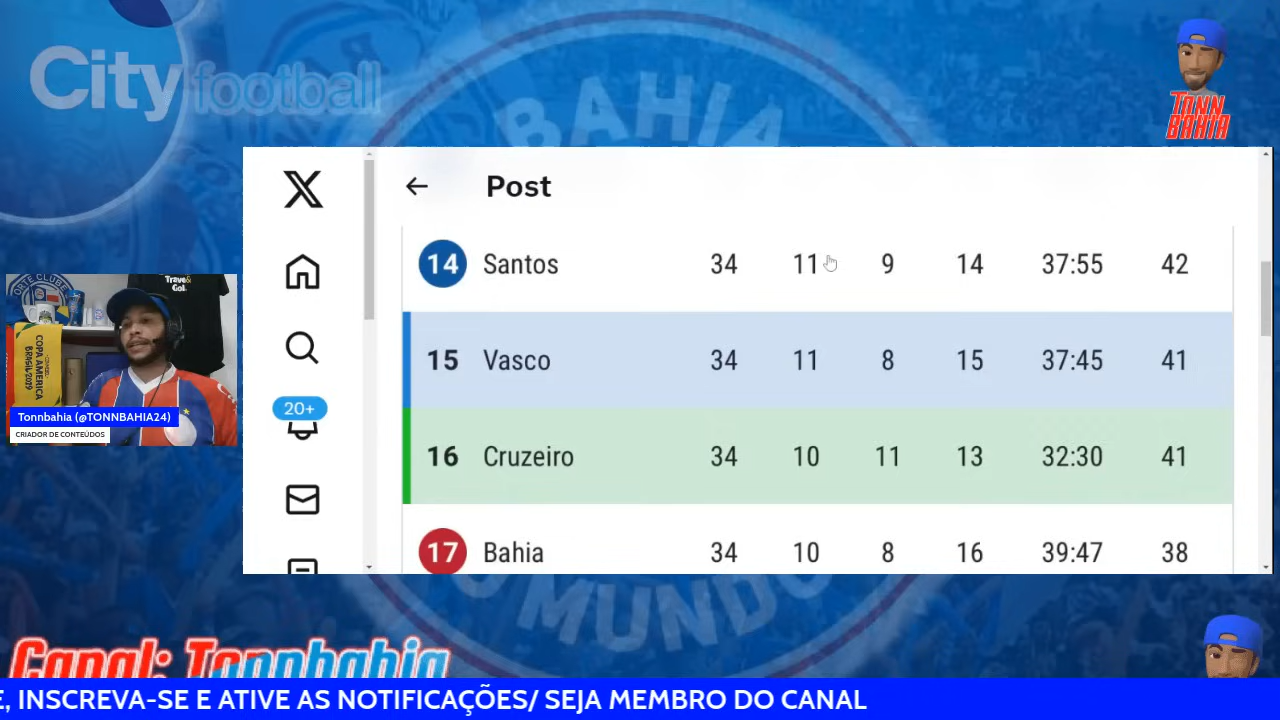 City football
BAHIA
TONN
BAHIA
Post
14 Santos 34 11 9 14 37:55 42
15 Vasco 34 11 8 15 37:45 41
20+
16 Cruzeiro 34 10 11 13 32:30 41
17 Bahia 34 10 8 16 39:47 38
Trave&
Gol
COPA AMERICA
BRASIL 2019
Tonnbahia (@TONNBAHIA24)
CRIADOR DE CONTEÚDOS
O MUNDO
Canal: Tonnbahia
E, INSCREVA-SE E ATIVE AS NOTIFICAÇÕES/ SEJA MEMBRO DO CANAL